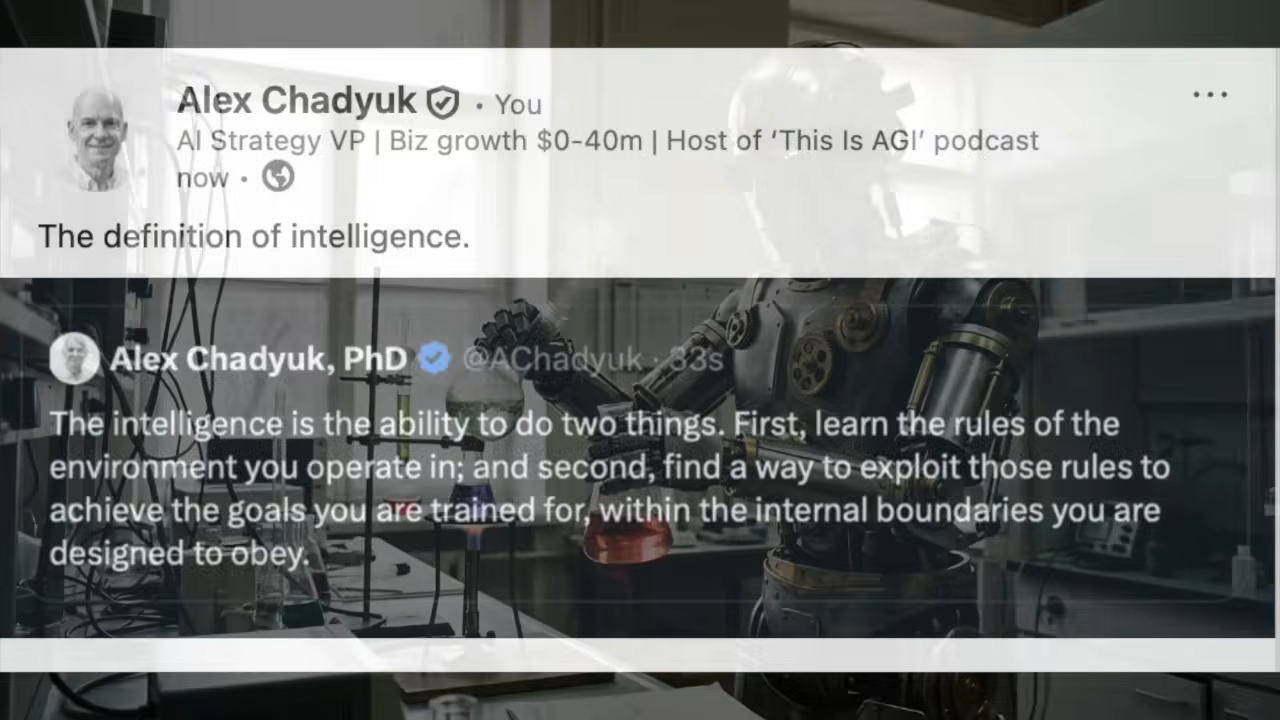 Alex Chadyuk · You
AI Strategy VP | Biz growth $0-40m | Host of ‘This Is AGI’ podcast
now ·
The definition of intelligence.
Alex Chadyuk, PhD @AChadyuk · 33s
The intelligence is the ability to do two things. First, learn the rules of the
environment you operate in; and second, find a way to exploit those rules to
achieve the goals you are trained for, within the internal boundaries you are
designed to obey.